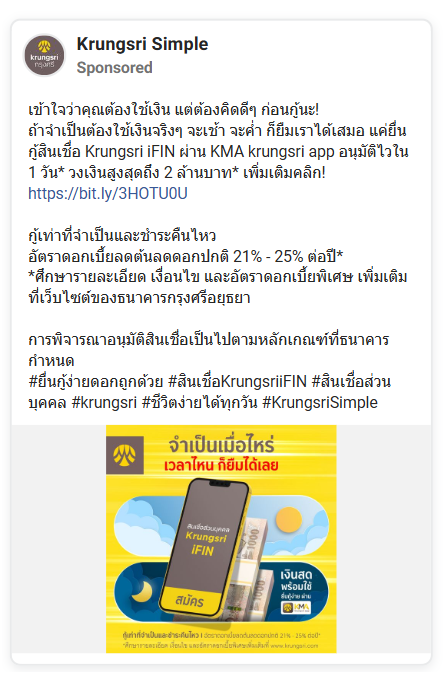 krungsri
กรุงศรี
Krungsri Simple
Sponsored
เข้าใจว่าคุณต้องใช้เงิน แต่ต้องคิดดีๆ ก่อนกู้นะ!
ถ้าจำเป็นต้องใช้เงินจริงๆ จะเช้า จะค่ำ ก็ยืมเราได้เสมอ แค่ยื่น
กู้สินเชื่อ Krungsri iFIN ผ่าน KMA krungsri app อนุมัติไวใน
1 วัน* วงเงินสูงสุดถึง 2 ล้านบาท* เพิ่มเติมคลิก!
https://bit.ly/3HOTU0U
กู้เท่าที่จำเป็นและชำระคืนไหว
อัตราดอกเบี้ยลดต้นลดดอกปกติ 21% - 25% ต่อปี*
*ศึกษารายละเอียด เงื่อนไข และอัตราดอกเบี้ยพิเศษ เพิ่มเติม
ที่เว็บไซต์ของธนาคารกรุงศรีอยุธยา
การพิจารณาอนุมัติสินเชื่อเป็นไปตามหลักเกณฑ์ที่ธนาคาร
กำหนด
#ยื่นกู้ง่ายดอกถูกด้วย #สินเชื่อKrungsriiFIN #สินเชื่อส่วน
บุคคล #krungsri #ชีวิตง่ายได้ทุกวัน #KrungsriSimple
จำเป็นเมื่อไหร่
เวลาไหน ก็ยืมได้เลย
สินเชื่อส่วนบุคคล
Krungsri
iFIN
สมัคร
1000
เงินสด
พร้อมใช้
ยื่นกู้ง่าย ผ่าน
KMA
กู้เท่าที่จำเป็นและชำระคืนไหว | อัตราดอกเบี้ยลดต้นลดดอกปกติ 21% - 25% ต่อปี*
*ศึกษารายละเอียด เงื่อนไข และอัตราดอกเบี้ยพิเศษเพิ่มเติมที่ www.krungsri.com